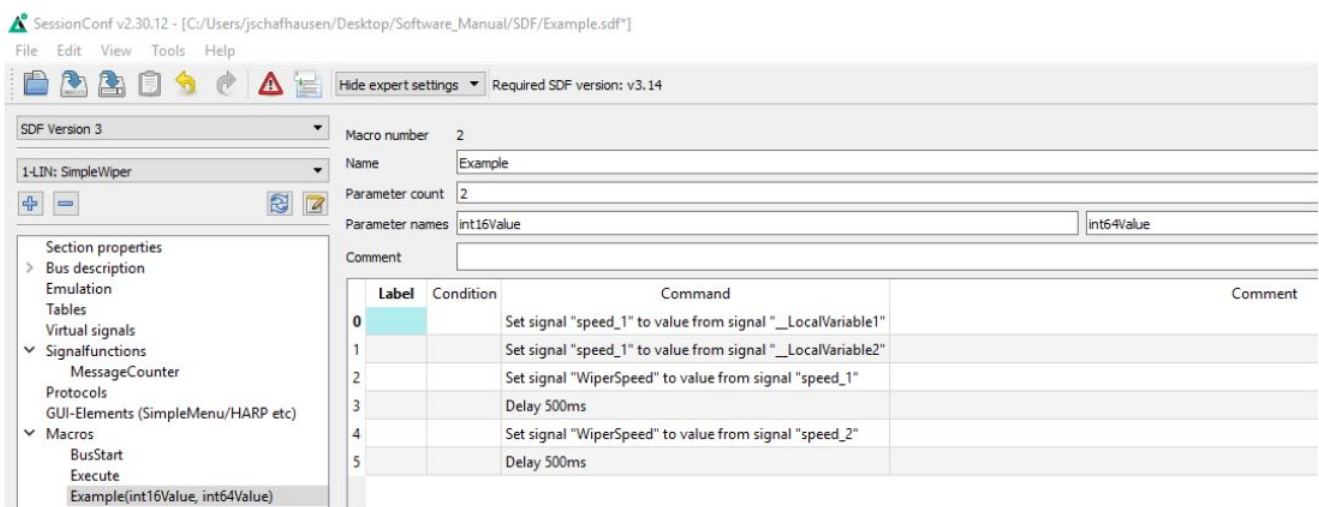 SessionConf v2.30.12 - [C:/Users/jschafhausen/Desktop/Software_Manual/SDF/Example.sdf*]
File Edit View Tools Help
Hide expert settings Required SDF version: v3.14
SDF Version 3
1-LIN: SimpleWiper
Section properties
Bus description
Emulation
Tables
Virtual signals
Signalfunctions
MessageCounter
Protocols
GUI-Elements (SimpleMenu/HARP etc)
Macros
BusStart
Execute
Example(int16Value, int64Value)
Macro number 2
Name Example
Parameter count 2
Parameter names int16Value int64Value
Comment
Label Condition Command Comment
0 Set signal "speed_1" to value from signal "__LocalVariable1"
1 Set signal "speed_1" to value from signal "__LocalVariable2"
2 Set signal "WiperSpeed" to value from signal "speed_1"
3 Delay 500ms
4 Set signal "WiperSpeed" to value from signal "speed_2"
5 Delay 500ms